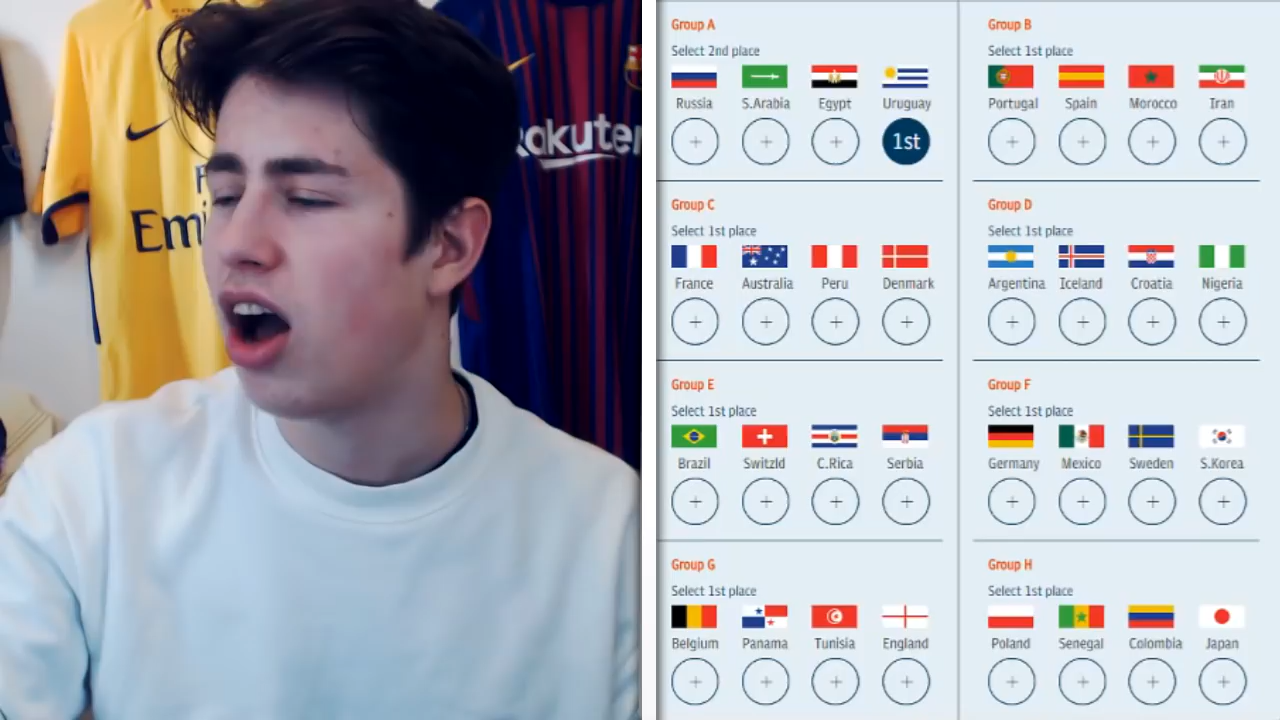 Emi
Rakuten
Group A
Select 2nd place
Russia S.Arabia Egypt Uruguay
1st
Group B
Select 1st place
Portugal Spain Morocco Iran
Group C
Select 1st place
France Australia Peru Denmark
Group D
Select 1st place
Argentina Iceland Croatia Nigeria
Group E
Select 1st place
Brazil Switzld C.Rica Serbia
Group F
Select 1st place
Germany Mexico Sweden S.Korea
Group G
Select 1st place
Belgium Panama Tunisia England
Group H
Select 1st place
Poland Senegal Colombia Japan